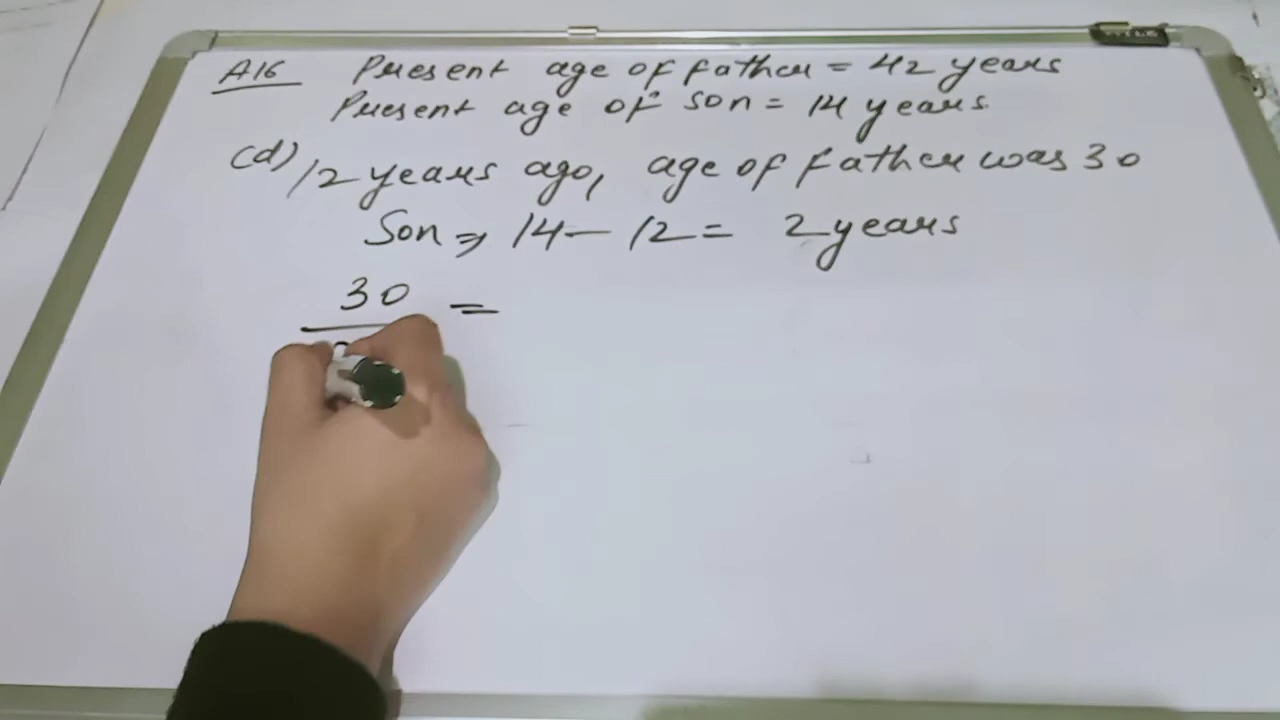 A16 Present age of father = 42 years
Present age of son = 14 years
(d) 12 years ago, age of father was 30
Son ⇒ 14 - 12 = 2 years
30 =